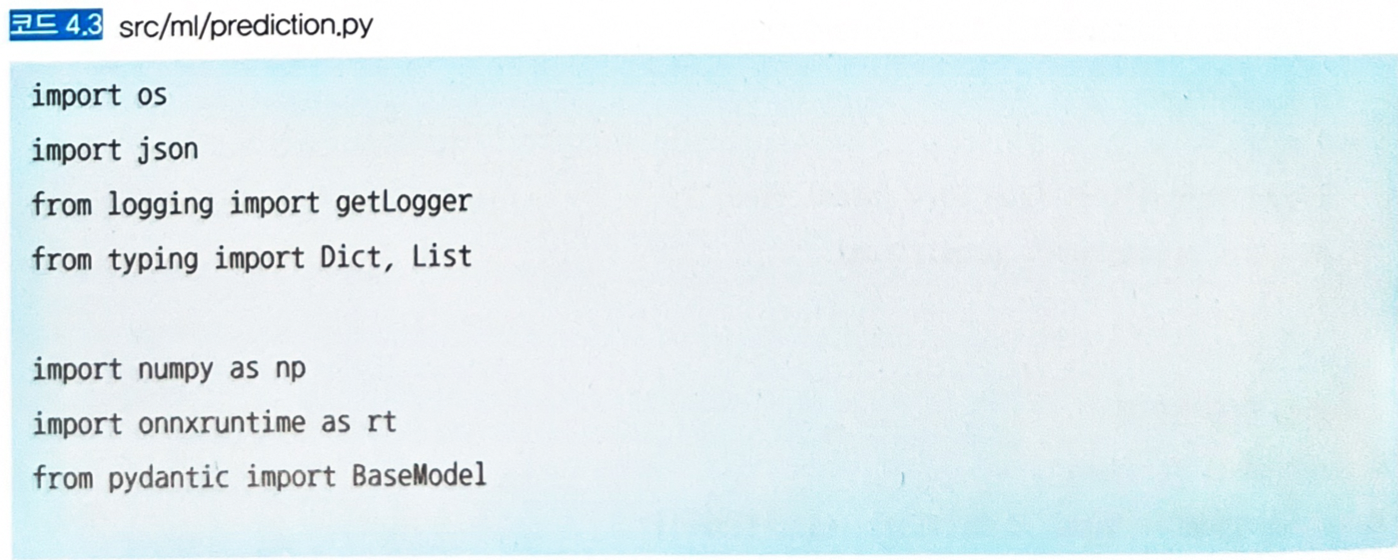 코드 4.3 src/ml/prediction.py
import os
import json
from logging import getLogger
from typing import Dict, List
import numpy as np
import onnxruntime as rt
from pydantic import BaseModel